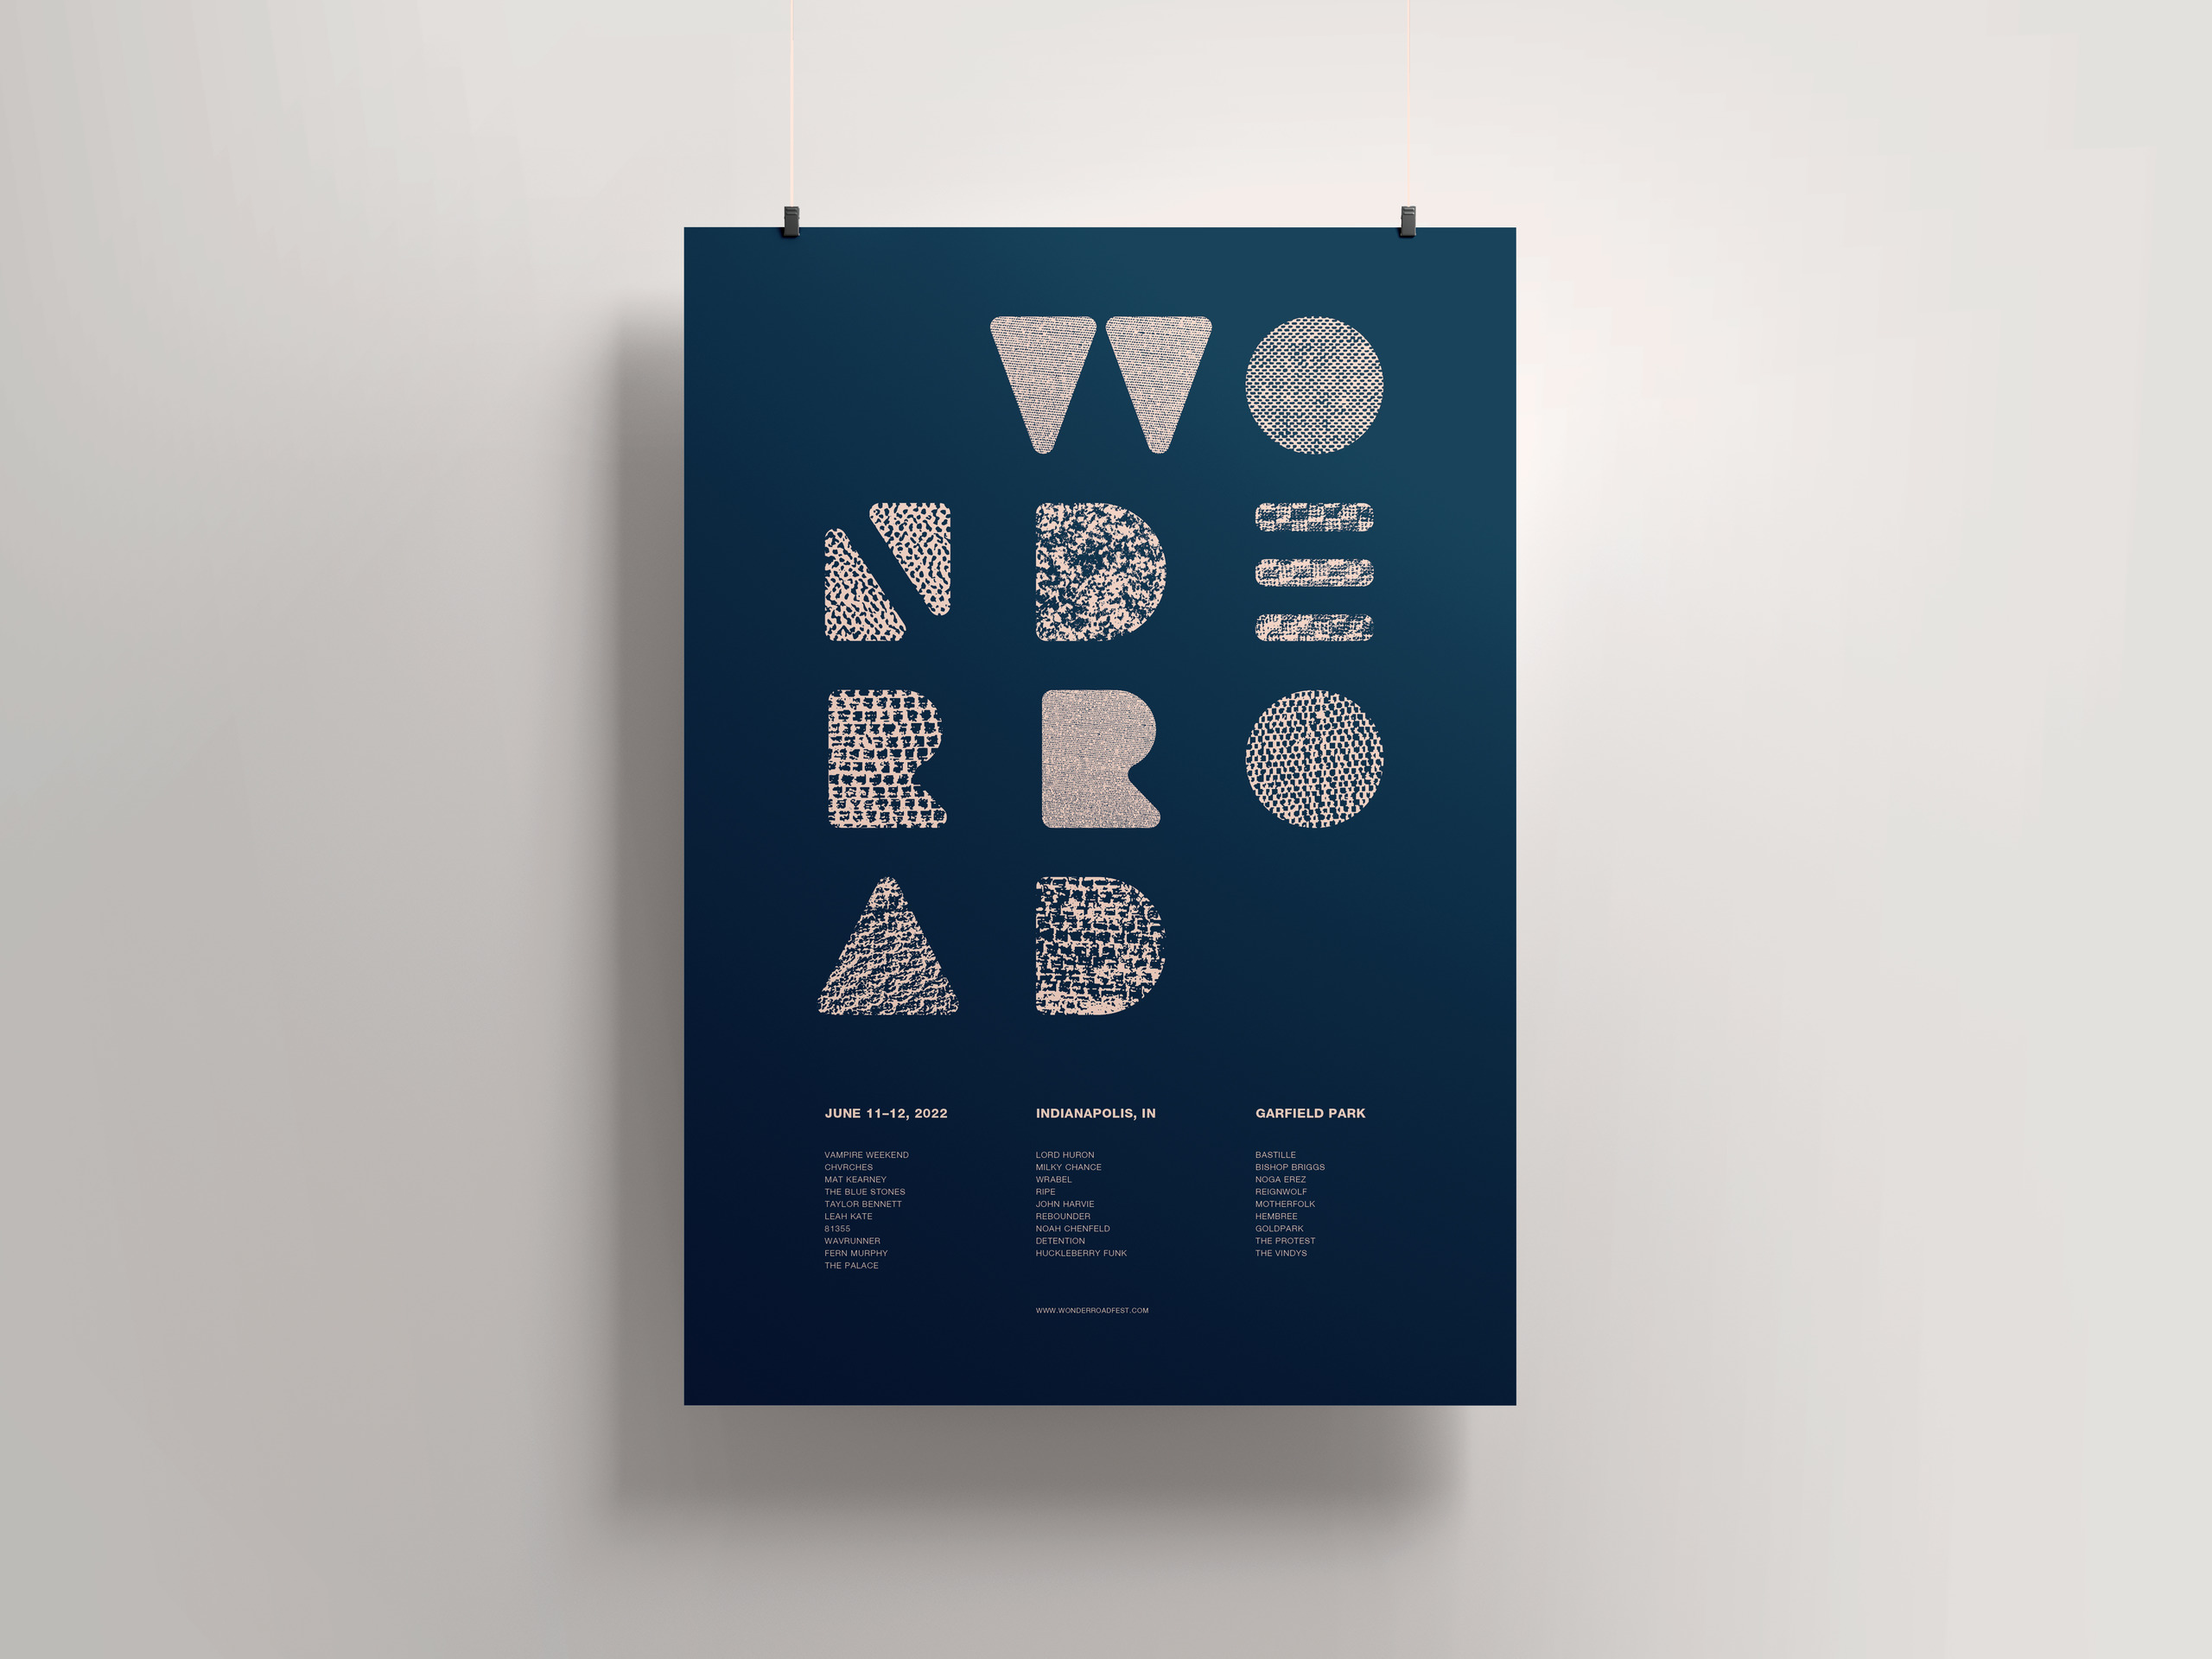 WO
NDE
RRO
AD
JUNE 11–12, 2022
VAMPIRE WEEKEND
CHVRCHES
MAT KEARNEY
THE BLUE STONES
TAYLOR BENNETT
LEAH KATE
81355
WAVRUNNER
FERN MURPHY
THE PALACE
INDIANAPOLIS, IN
LORD HURON
MILKY CHANCE
WRABEL
RIPE
JOHN HARVIE
REBOUNDER
NOAH CHENFELD
DETENTION
HUCKLEBERRY FUNK
GARFIELD PARK
BASTILLE
BISHOP BRIGGS
NOGA EREZ
REIGNWOLF
MOTHERFOLK
HEMBREE
GOLDPARK
THE PROTEST
THE VINDYS
WWW.WONDERROADFEST.COM